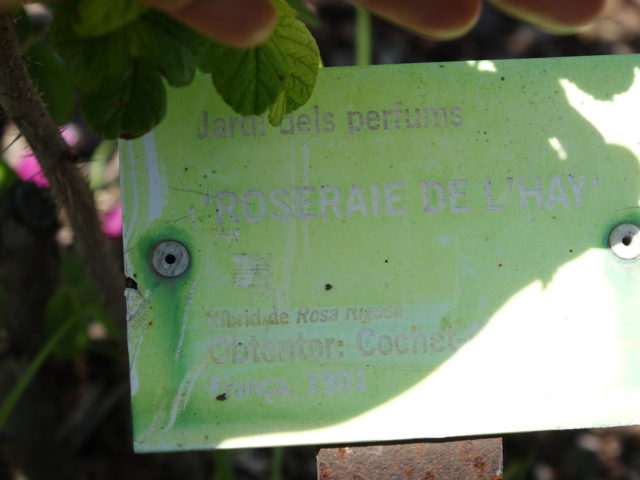 Jardí dels perfums
'ROSERAIE DE L'HAY'
Híbrid de Rosa rugosa
Obtentor: Cochet-
França, 1901